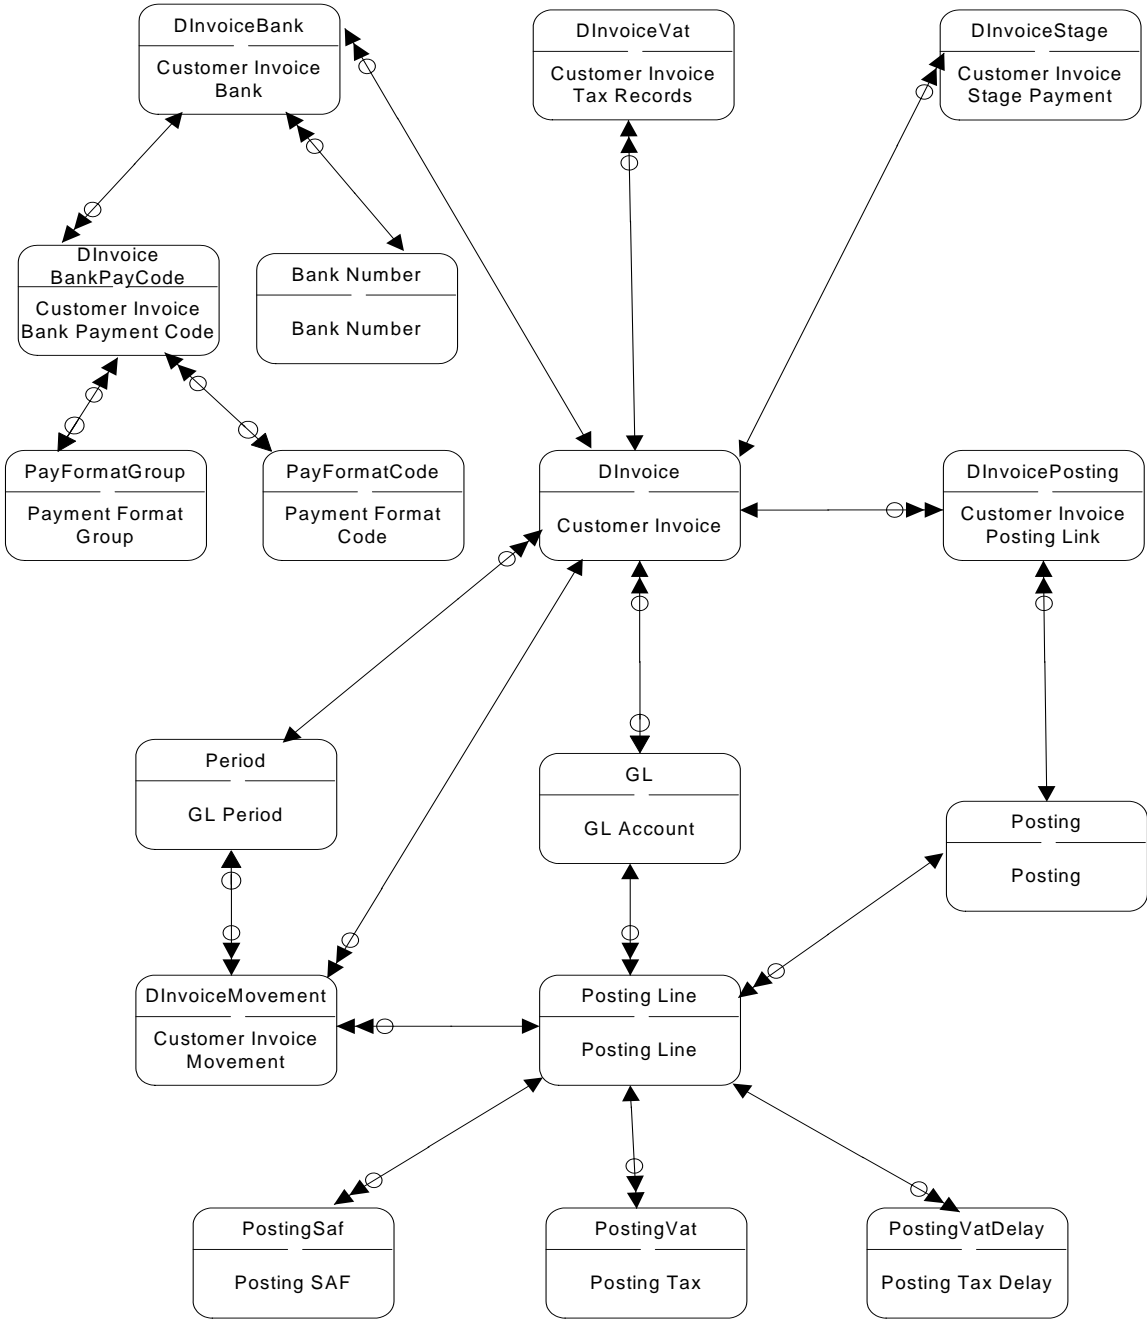 DInvoiceBank
Customer Invoice
Bank
DInvoiceVat
Customer Invoice
Tax Records
DInvoiceStage
Customer Invoice
Stage Payment
DInvoice
BankPayCode
Customer Invoice
Bank Payment Code
Bank Number
Bank Number
PayFormatGroup
Payment Format
Group
PayFormatCode
Payment Format
Code
DInvoice
Customer Invoice
DInvoicePosting
Customer Invoice
Posting Link
Period
GL Period
GL
GL Account
Posting
Posting
DInvoiceMovement
Customer Invoice
Movement
Posting Line
Posting Line
PostingSaf
Posting SAF
PostingVat
Posting Tax
PostingVatDelay
Posting Tax Delay